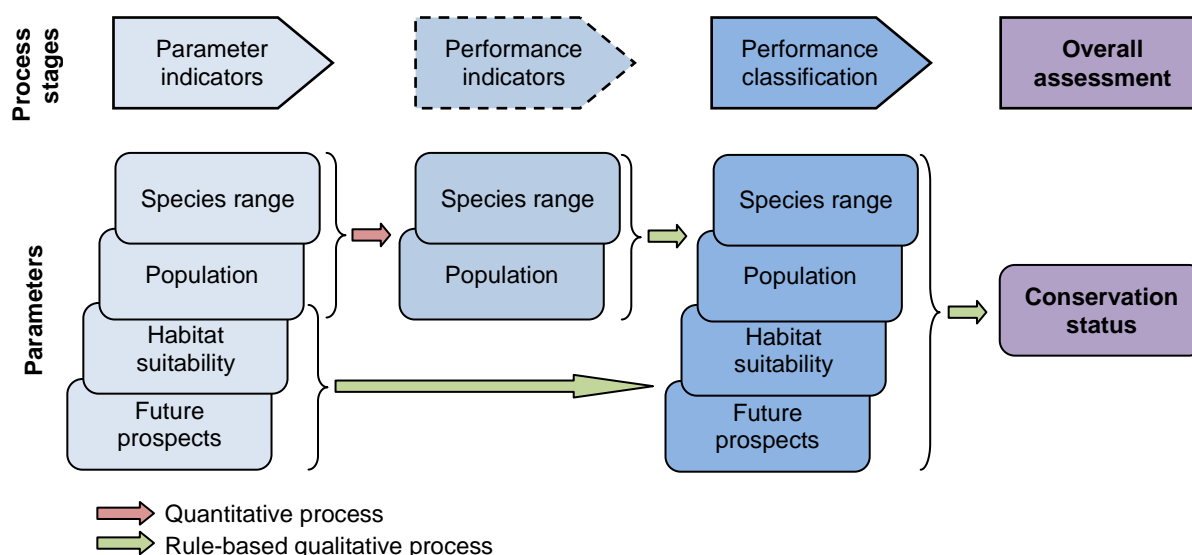 Process
stages
Parameter
indicators
Performance
indicators
Performance
classification
Overall
assessment
Parameters
Species range
Population
Habitat
suitability
Future
prospects
Species range
Population
Species range
Population
Habitat
suitability
Future
prospects
Conservation
status
Quantitative process
Rule-based qualitative process